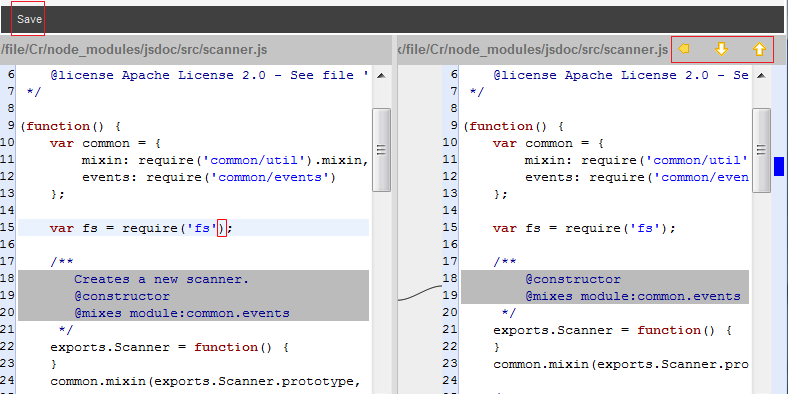 Save
/file/Cr/node_modules/jsdoc/src/scanner.js
6 @license Apache License 2.0 - See file '
7 */
8
9 (function() {
10 var common = {
11 mixin: require('common/util').mixin,
12 events: require('common/events')
13 };
14
15 var fs = require('fs');
16
17 /**
18 Creates a new scanner.
19 @constructor
20 @mixes module:common.events
21 */
22 exports.Scanner = function() {
23 }
24 common.mixin(exports.Scanner.prototype,
x/file/Cr/node_modules/jsdoc/src/scanner.js
6 @license Apache License 2.0 - Se
7 */
8
9 (function() {
10 var common = {
11 mixin: require('common/util'
12 events: require('common/even
13 };
14
15 var fs = require('fs');
16
17 /**
18 @constructor
19 @mixes module:common.events
20 */
21 exports.Scanner = function() {
22 }
23 common.mixin(exports.Scanner.pro
24